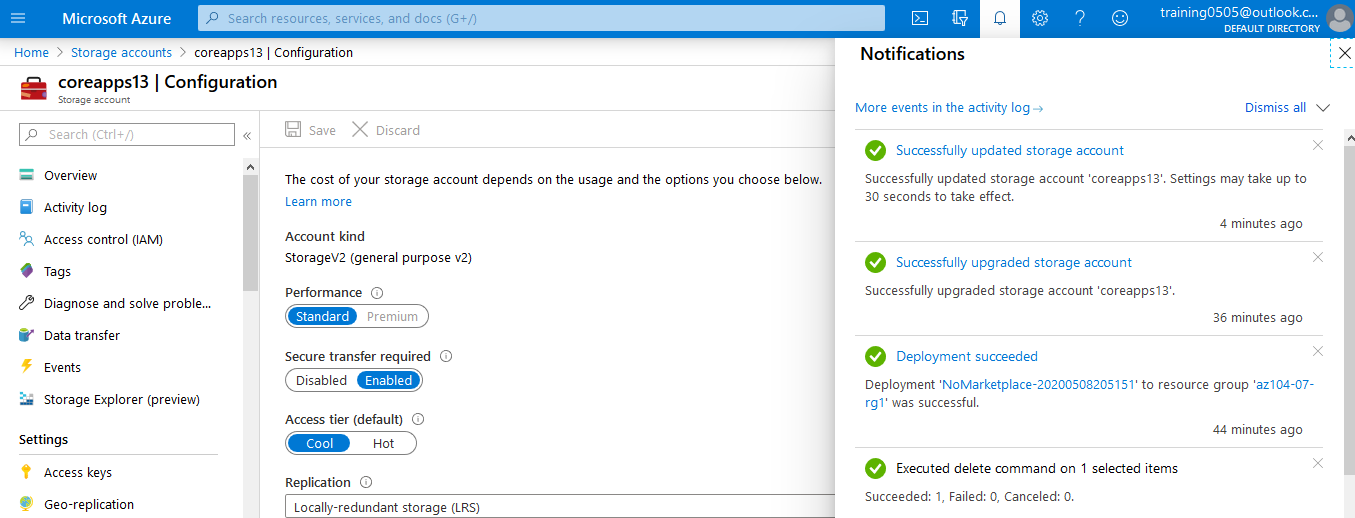 Microsoft Azure
Search resources, services, and docs (G+/)
training0505@outlook.c...
DEFAULT DIRECTORY
Home > Storage accounts > coreapps13 | Configuration
coreapps13 | Configuration
Storage account
Search (Ctrl+/)
«
Overview
Activity log
Access control (IAM)
Tags
Diagnose and solve proble...
Data transfer
Events
Storage Explorer (preview)
Settings
Access keys
Geo-replication
Save Discard
The cost of your storage account depends on the usage and the options you choose below.
Learn more
Account kind
StorageV2 (general purpose v2)
Performance
Standard Premium
Secure transfer required
Disabled Enabled
Access tier (default)
Cool Hot
Replication
Locally-redundant storage (LRS)
Notifications
More events in the activity log →
Dismiss all
Successfully updated storage account
Successfully updated storage account 'coreapps13'. Settings may take up to
30 seconds to take effect.
4 minutes ago
Successfully upgraded storage account
Successfully upgraded storage account 'coreapps13'.
36 minutes ago
Deployment succeeded
Deployment 'NoMarketplace-20200508205151' to resource group 'az104-07-
rg1' was successful.
44 minutes ago
Executed delete command on 1 selected items
Succeeded: 1, Failed: 0, Canceled: 0.